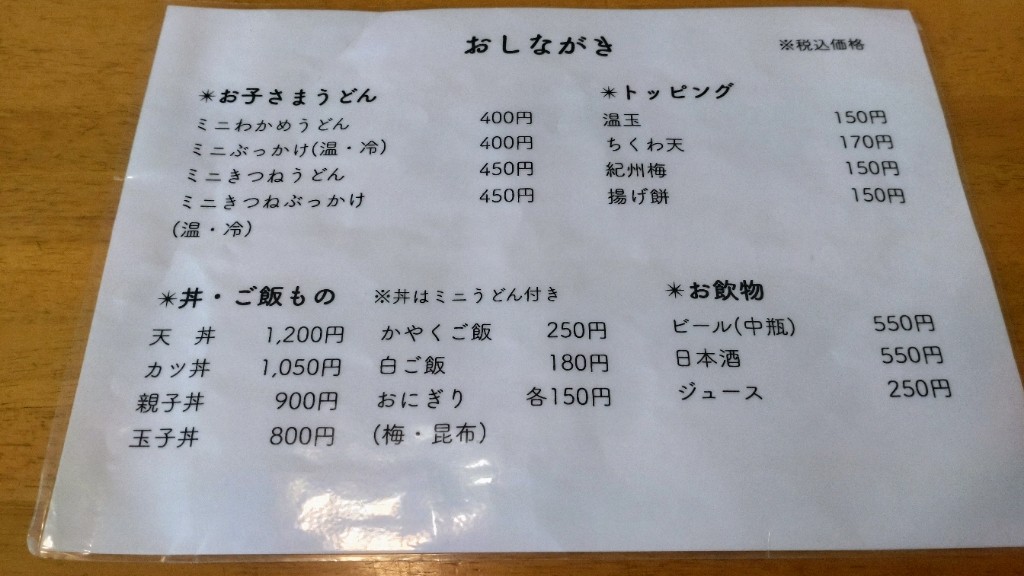 おしながき
※税込価格
✴お子さまうどん
ミニわかめうどん 400円
ミニぶっかけ(温・冷) 400円
ミニきつねうどん 450円
ミニきつねぶっかけ 450円
(温・冷)
✴トッピング
温玉 150円
ちくわ天 170円
紀州梅 150円
揚げ餅 150円
✴丼・ご飯もの ※丼はミニうどん付き
天 丼 1,200円
カツ丼 1,050円
親子丼 900円
玉子丼 800円
かやくご飯 250円
白ご飯 180円
おにぎり 各150円
(梅・昆布)
✴お飲物
ビール(中瓶) 550円
日本酒 550円
ジュース 250円